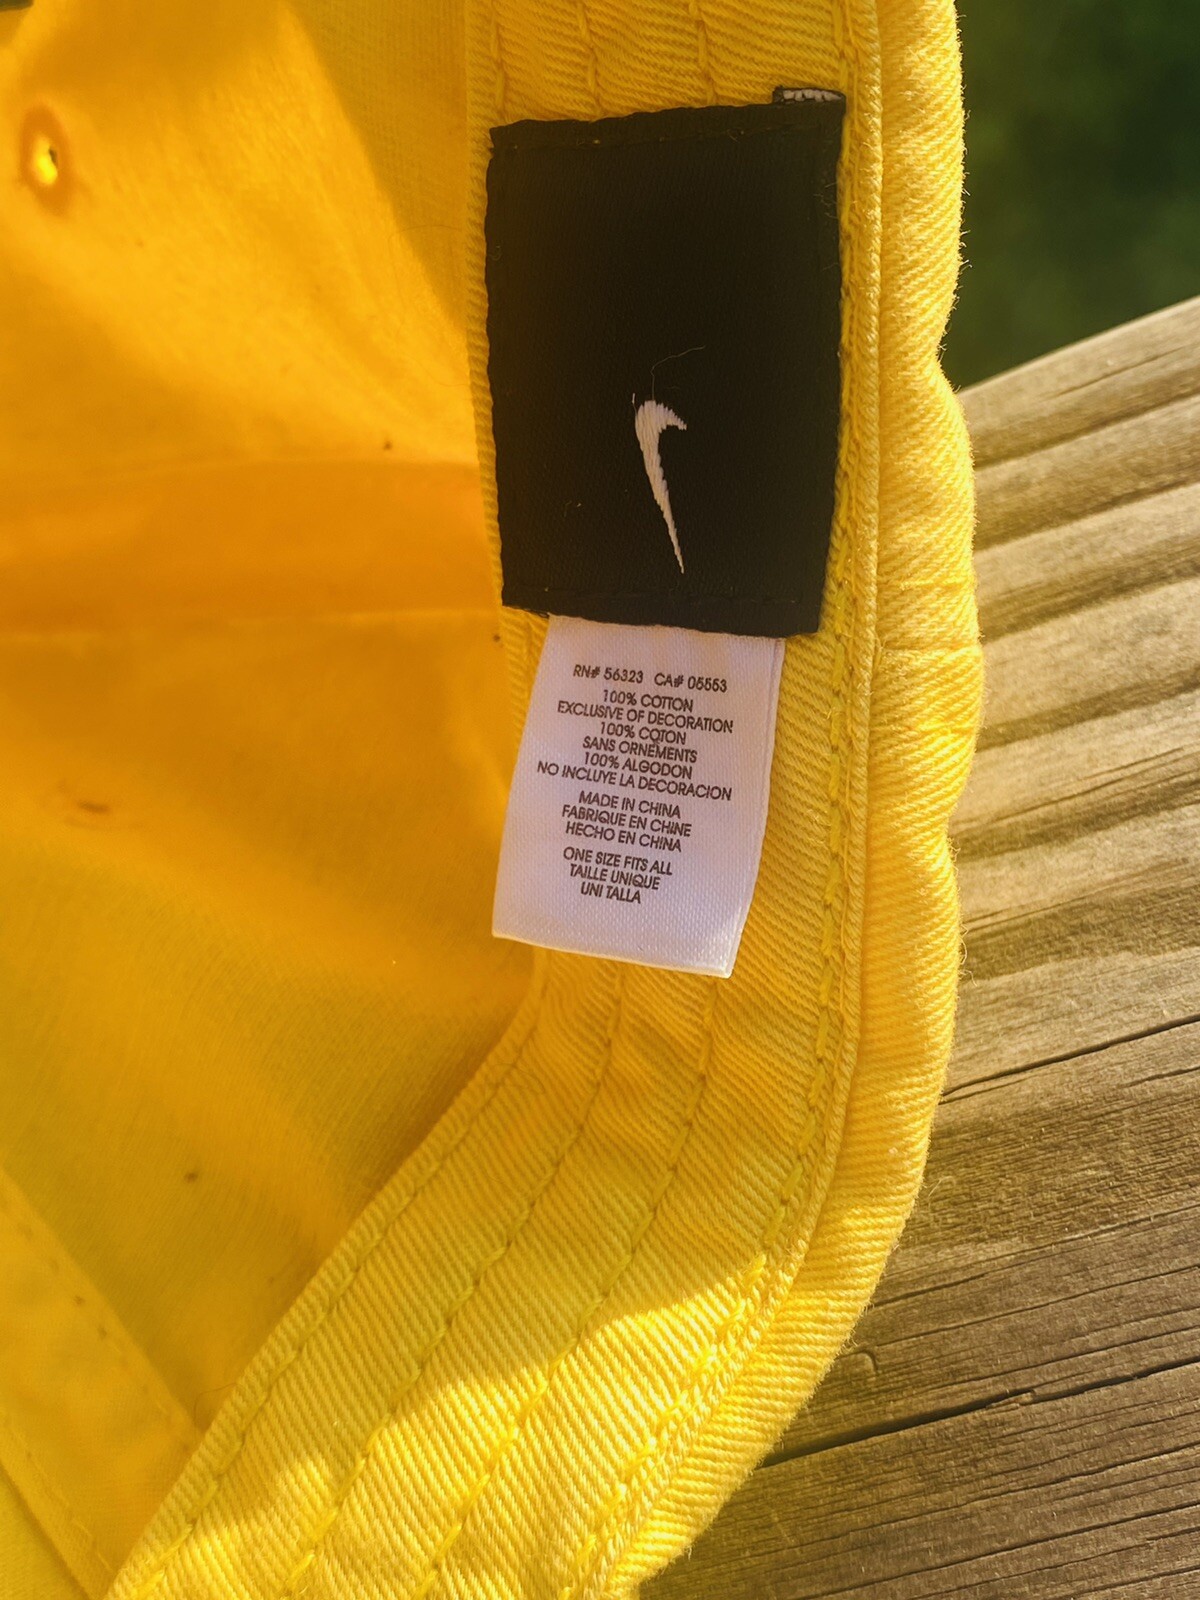 RN# 56323 CA# 05553
100% COTTON
EXCLUSIVE OF DECORATION
100% COTON
SANS ORNEMENTS
100% ALGODON
NO INCLUYE LA DECORACION
MADE IN CHINA
FABRIQUE EN CHINE
HECHO EN CHINA
ONE SIZE FITS ALL
TAILLE UNIQUE
UNI TALLA